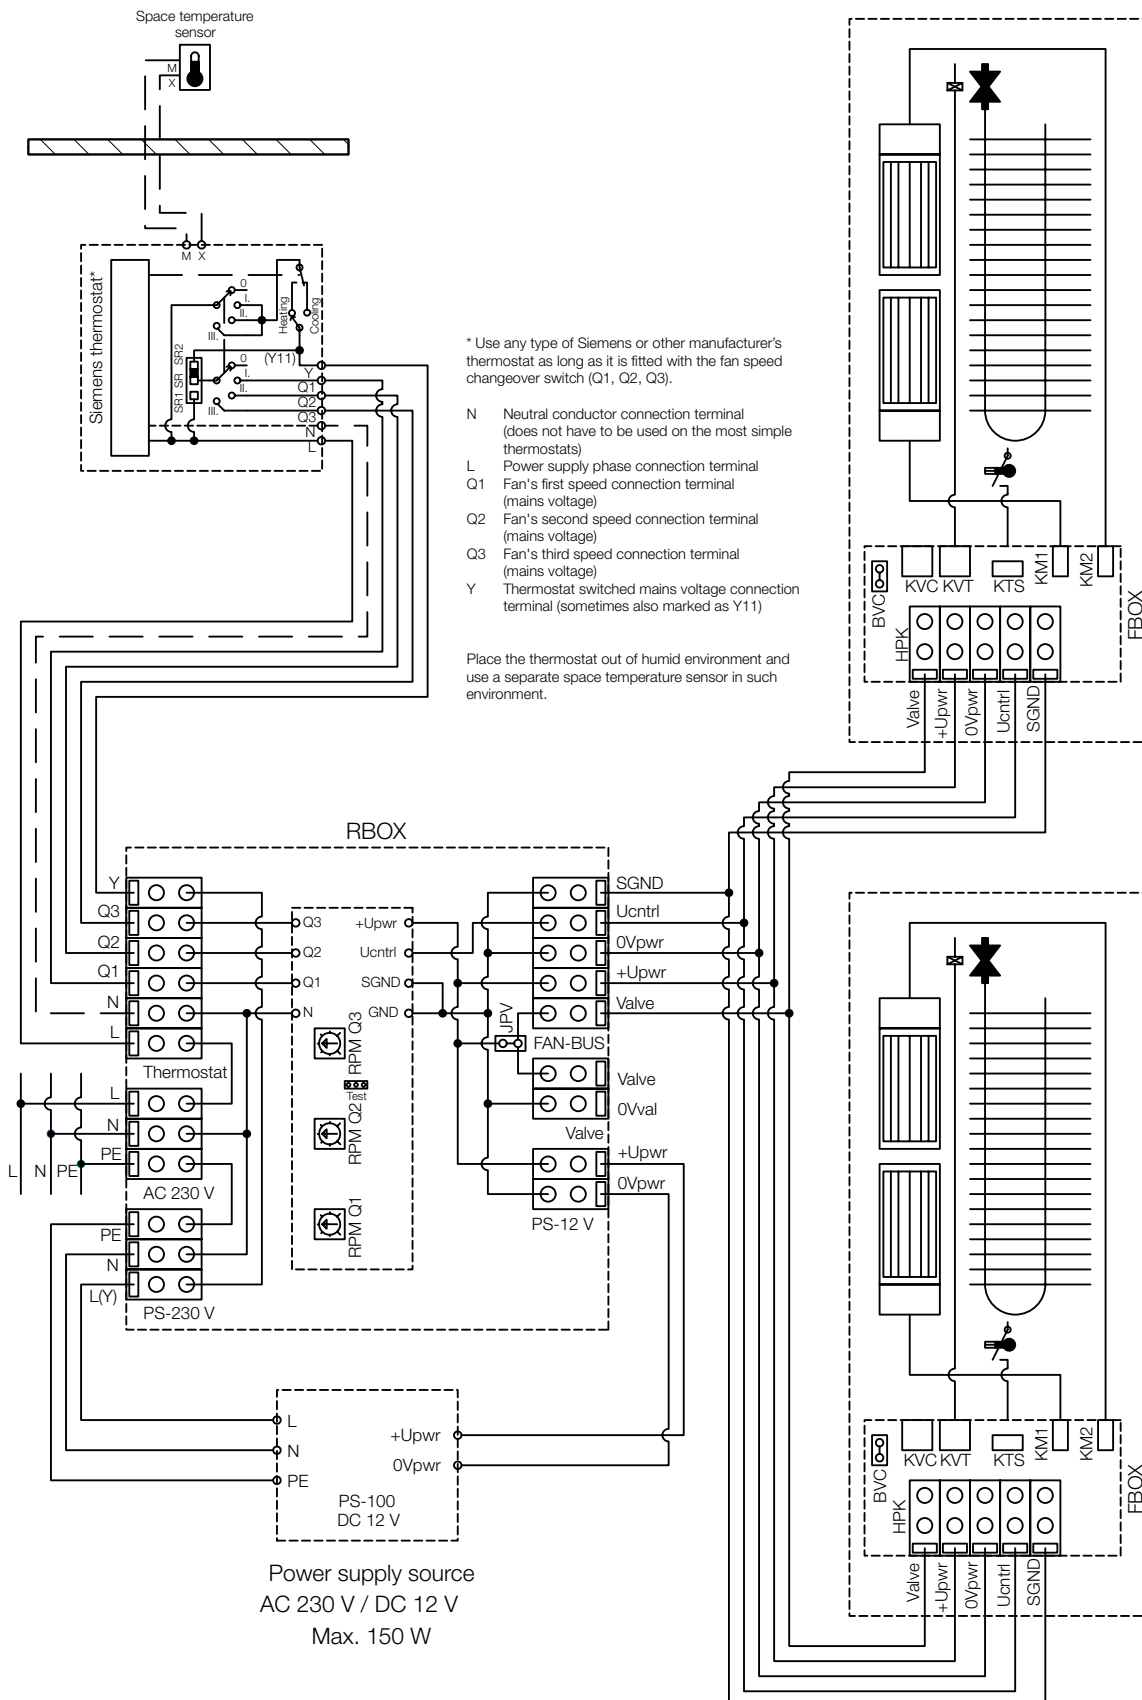 Space temperature
sensor
M
X
M X
Siemens thermostat*
0
I.
II.
III.
Heating
Cooling
SR1 SR SR2
0
I.
II.
III.
(Y11)
Y
Q1
Q2
Q3
N
L
* Use any type of Siemens or other manufacturer's
thermostat as long as it is fitted with the fan speed
changeover switch (Q1, Q2, Q3).
N Neutral conductor connection terminal
(does not have to be used on the most simple
thermostats)
L Power supply phase connection terminal
Q1 Fan's first speed connection terminal
(mains voltage)
Q2 Fan's second speed connection terminal
(mains voltage)
Q3 Fan's third speed connection terminal
(mains voltage)
Y Thermostat switched mains voltage connection
terminal (sometimes also marked as Y11)
Place the thermostat out of humid environment and
use a separate space temperature sensor in such
environment.
BVC
KVC KVT KTS KM1 KM2
HPK
FBOX
Valve
+Upwr
0Vpwr
Ucntrl
SGND
RBOX
Y
Q3
Q2
Q1
N
L
Thermostat
L
N
PE
AC 230 V
PE
N
L(Y)
PS-230 V
L N PE
Q3
Q2
Q1
N
+Upwr
Ucntrl
SGND
GND
RPM Q3
Test
RPM Q2
RPM Q1
JPV
SGND
Ucntrl
0Vpwr
+Upwr
Valve
FAN-BUS
Valve
0Vval
Valve
+Upwr
0Vpwr
PS-12 V
L
N
PE
+Upwr
0Vpwr
PS-100
DC 12 V
Power supply source
AC 230 V / DC 12 V
Max. 150 W
BVC
KVC KVT KTS KM1 KM2
HPK
FBOX
Valve
+Upwr
0Vpwr
Ucntrl
SGND